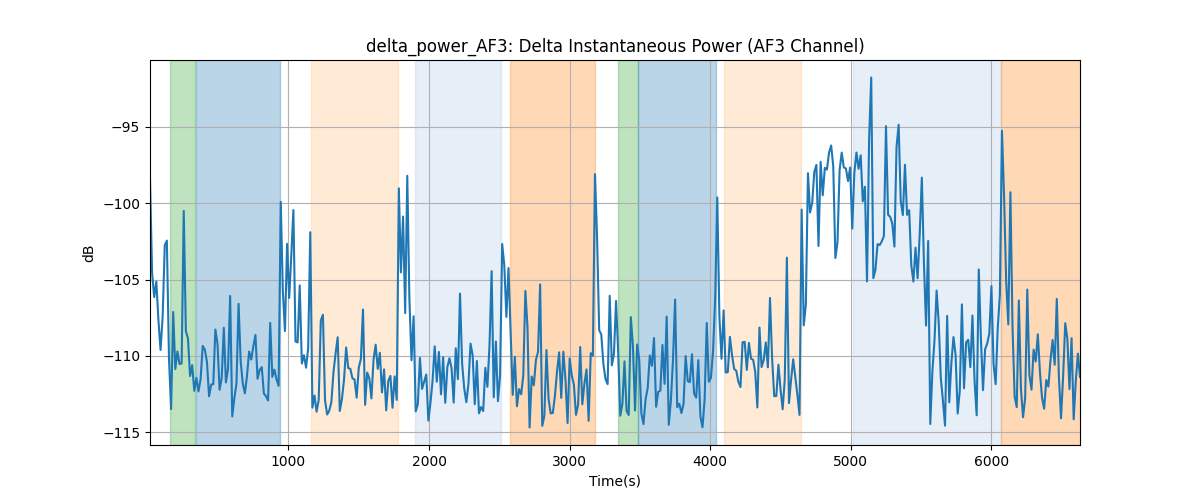 delta_power_AF3: Delta Instantaneous Power (AF3 Channel)
dB
−95
−100
−105
−110
−115
1000 2000 3000 4000 5000 6000
Time(s)